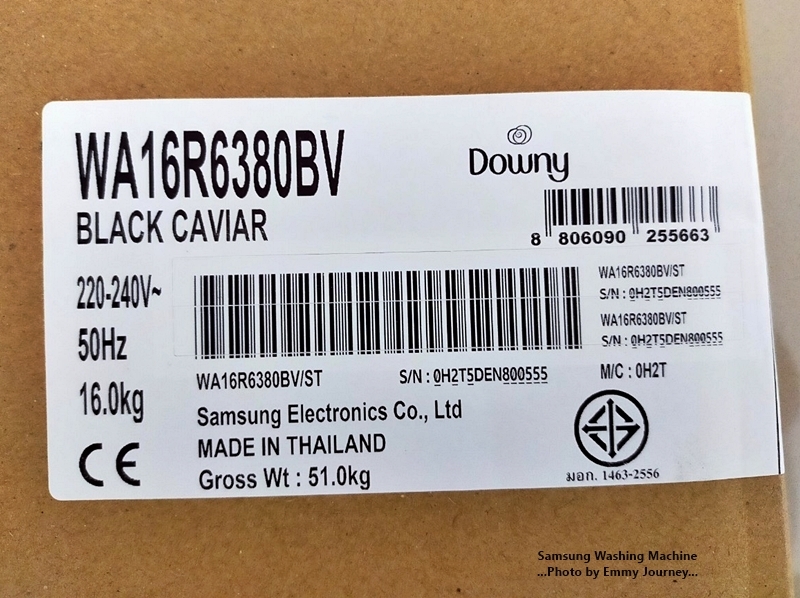 WA16R6380BV
BLACK CAVIAR
Downy
8 806090 255663
220-240V~
50Hz
16.0kg
WA16R6380BV/ST
S/N : 0H2T5DEN800555
WA16R6380BV/ST
S/N : 0H2T5DEN800555
WA16R6380BV/ST S/N : 0H2T5DEN800555
M/C : 0H2T
Samsung Electronics Co., Ltd
MADE IN THAILAND
Gross Wt : 51.0kg
CE
มอก. 1463-2556
Samsung Washing Machine
...Photo by Emmy Journey...